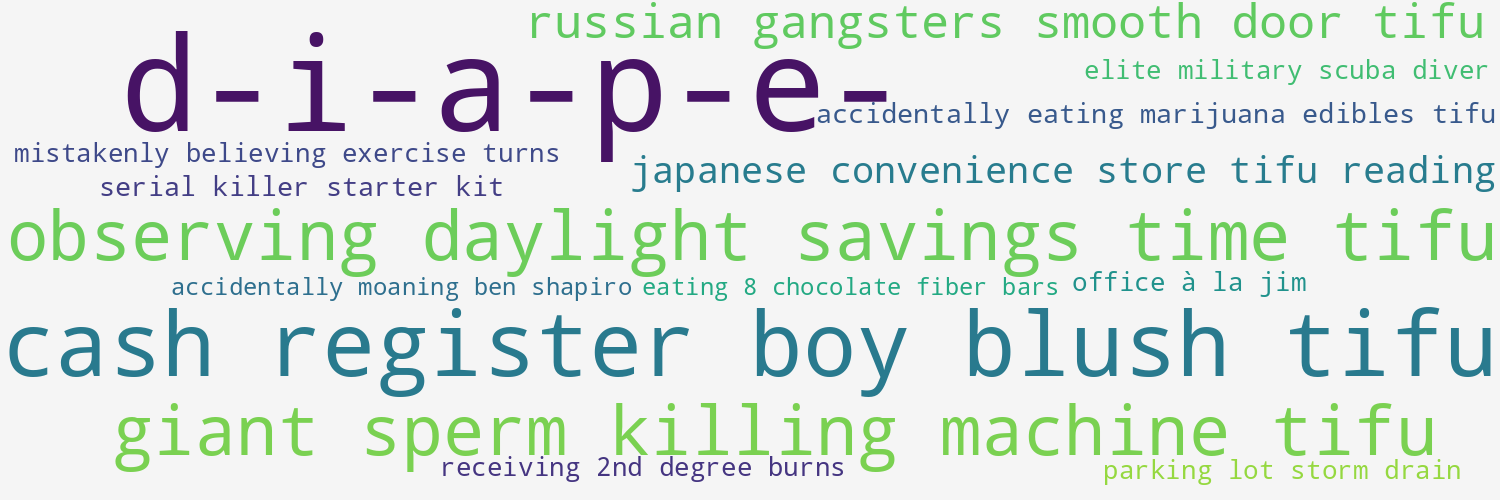 russian gangsters smooth door tifu
d-i-a-p-e-
elite military scuba diver
accidentally eating marijuana edibles tifu
mistakenly believing exercise turns
japanese convenience store tifu reading
serial killer starter kit
observing daylight savings time tifu
accidentally moaning ben shapiro
eating 8 chocolate fiber bars
office à la jim
cash register boy blush tifu
giant sperm killing machine tifu
receiving 2nd degree burns
parking lot storm drain